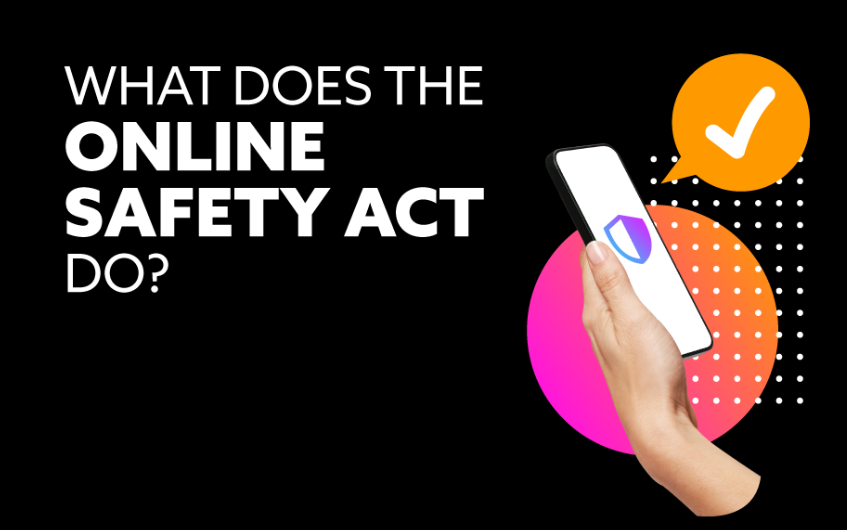 WHAT DOES THE
ONLINE
SAFETY ACT
DO?